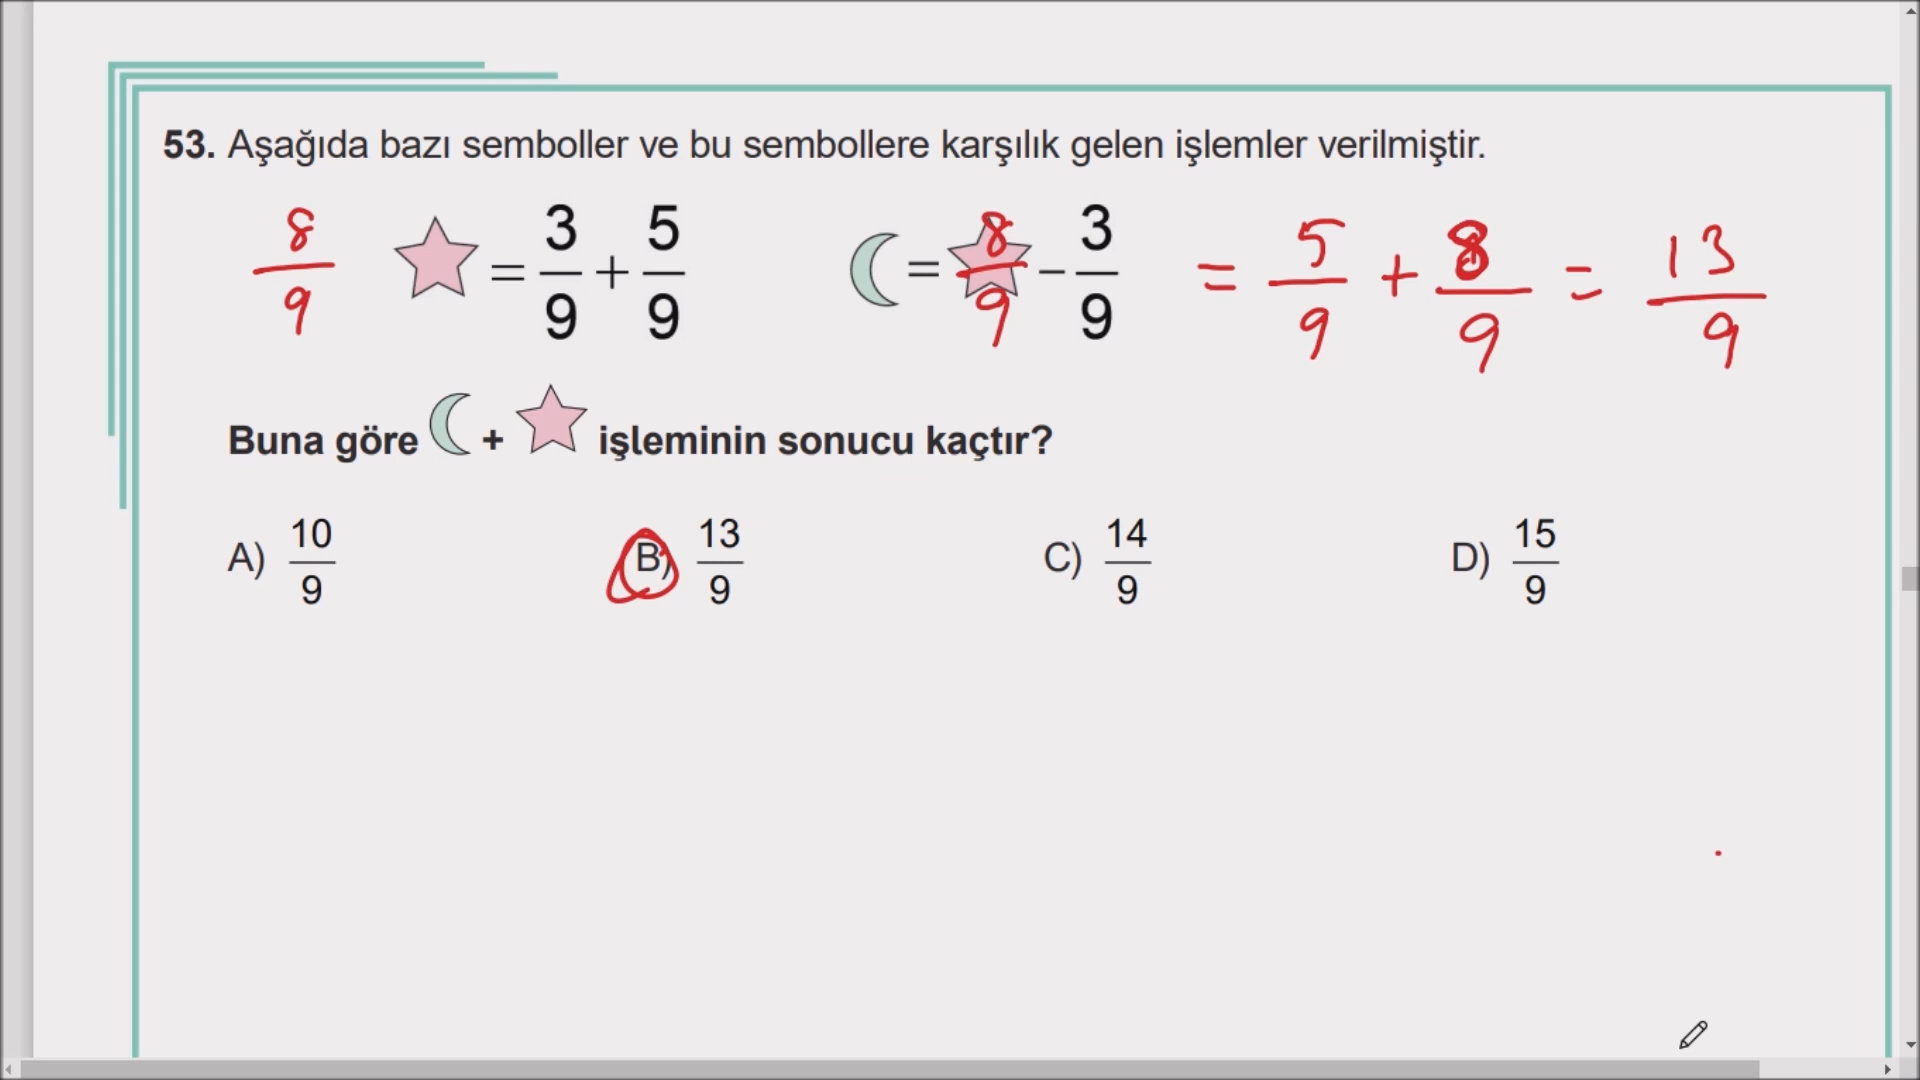 53. Aşağıda bazı semboller ve bu sembollere karşılık gelen işlemler verilmiştir.
8/9 = 3/9 + 5/9 = 8/9 - 3/9 = 5/9 + 8/9 = 13/9
Buna göre + işleminin sonucu kaçtır?
A) 10/9 B) 13/9 C) 14/9 D) 15/9